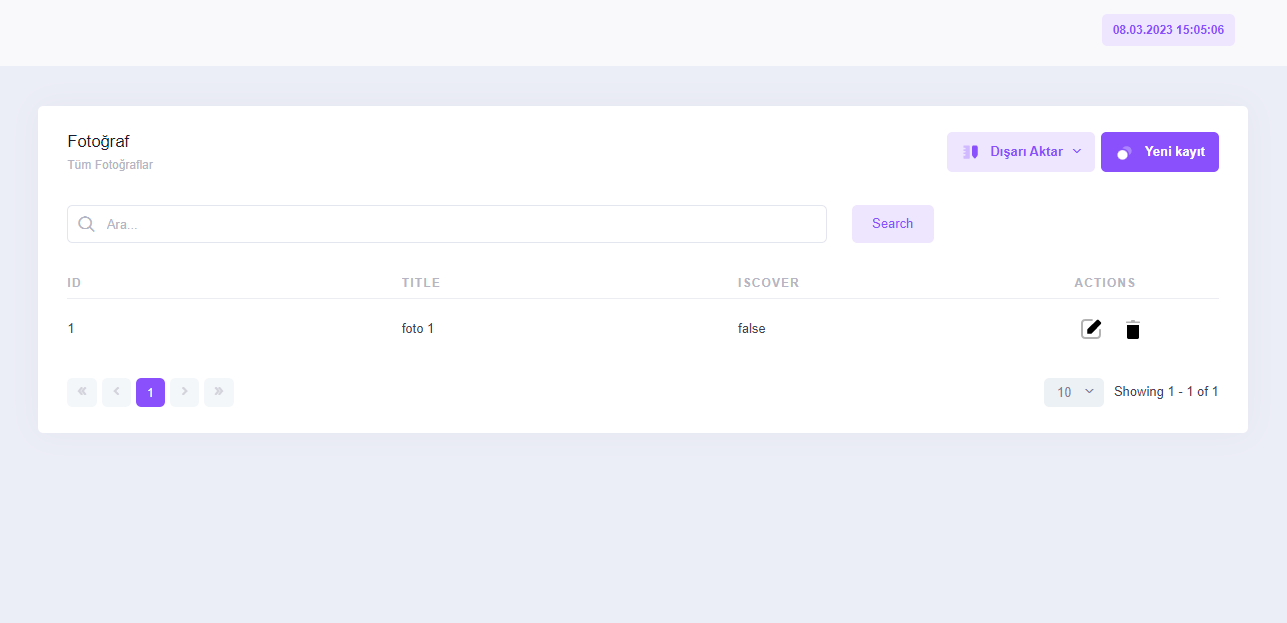 08.03.2023 15:05:06
Fotoğraf
Tüm Fotoğraflar
Dışarı Aktar
Yeni kayıt
Ara...
Search
ID TITLE ISCOVER ACTIONS
1 foto 1 false
« ‹ 1 › »
10
Showing 1 - 1 of 1